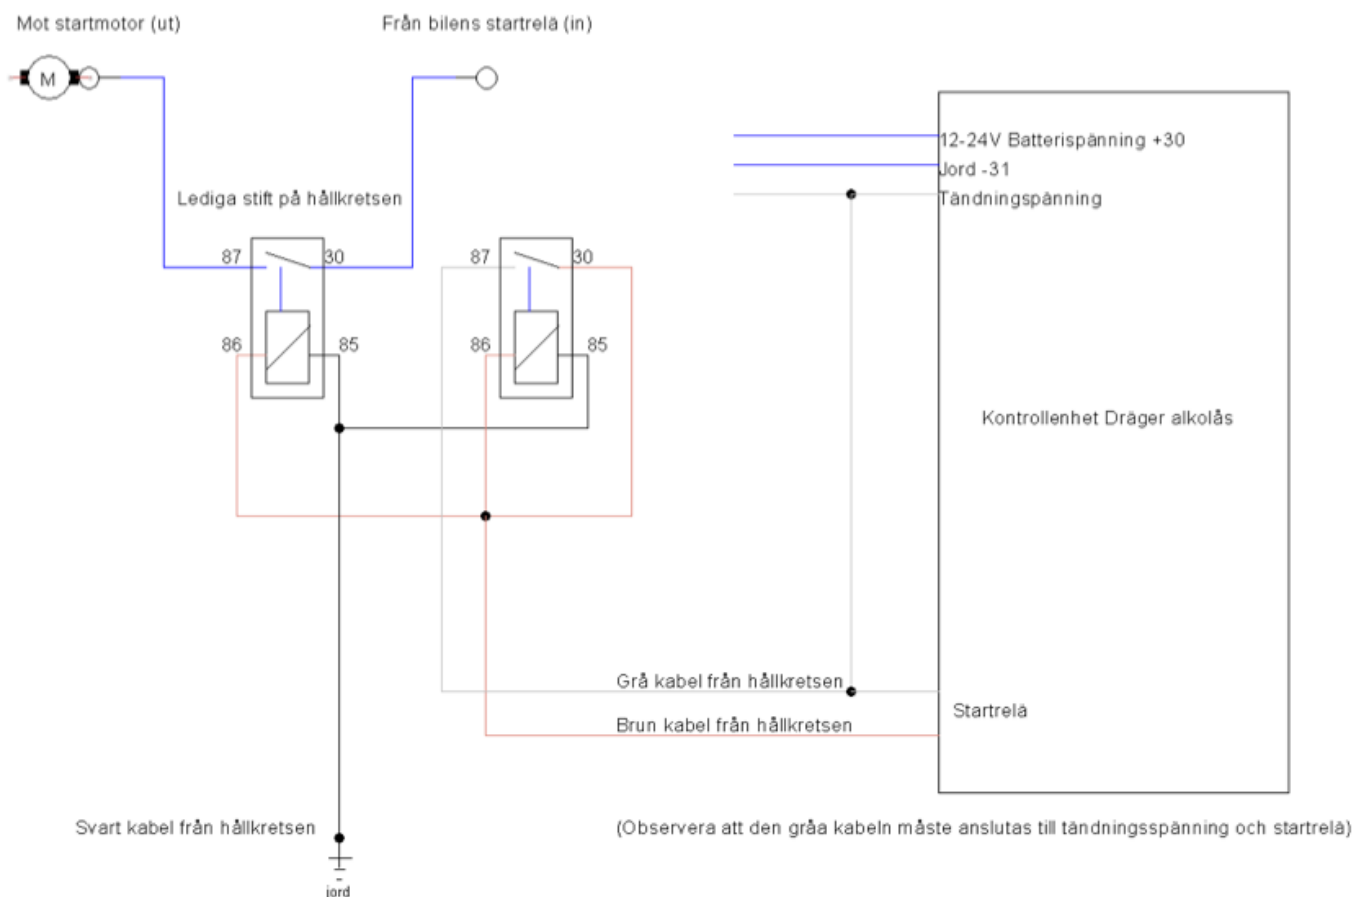 Mot startmotor (ut)
Från bilens startrelä (in)
M
12-24V Batterispänning +30
Jord -31
Tändningspänning
Lediga stift på hållkretsen
87
30
87
30
86
85
86
85
Kontrollenhet Dräger alkolås
Grå kabel från hållkretsen
Startrelä
Brun kabel från hållkretsen
Svart kabel från hållkretsen
(Observera att den gråa kabeln måste anslutas till tändningsspänning och startrelä)
jord